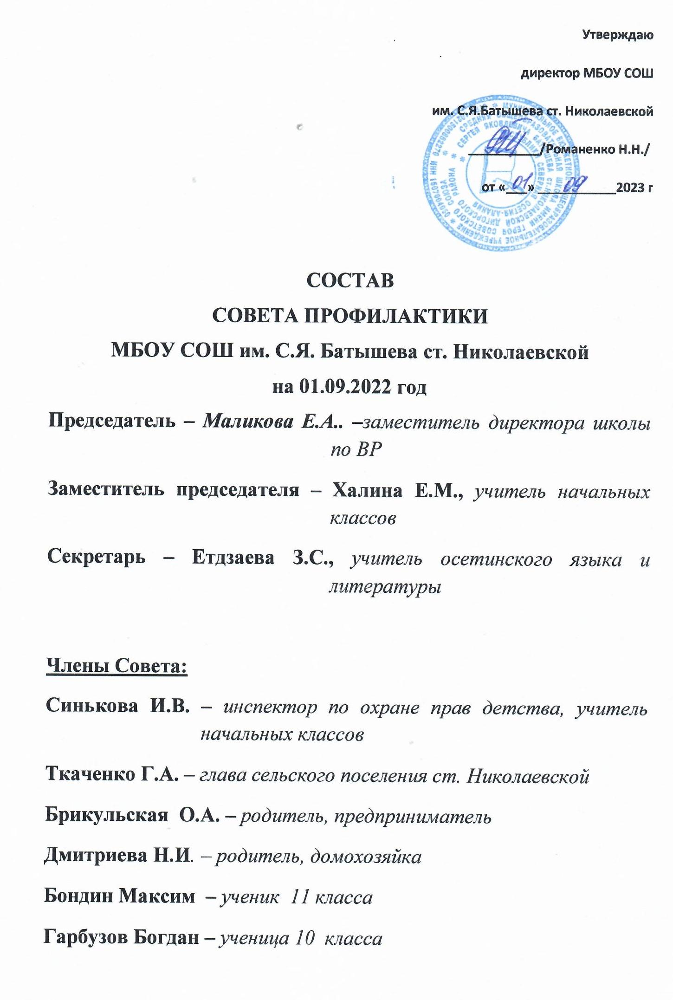 Утверждаю
директор МБОУ СОШ
им. С.Я.Батышева ст. Николаевской
__________/Романенко Н.Н./
от «01» 09 2023 г
СОСТАВ
СОВЕТА ПРОФИЛАКТИКИ
МБОУ СОШ им. С.Я. Батышева ст. Николаевской
на 01.09.2022 год
Председатель – Маликова Е.А.. –заместитель директора школы
по ВР
Заместитель председателя – Халина Е.М., учитель начальных
классов
Секретарь – Етдзаева З.С., учитель осетинского языка и
литературы
Члены Совета:
Синькова И.В. – инспектор по охране прав детства, учитель
начальных классов
Ткаченко Г.А. – глава сельского поселения ст. Николаевской
Брикульская О.А. – родитель, предприниматель
Дмитриева Н.И. – родитель, домохозяйка
Бондин Максим – ученик 11 класса
Гарбузов Богдан – ученица 10 класса